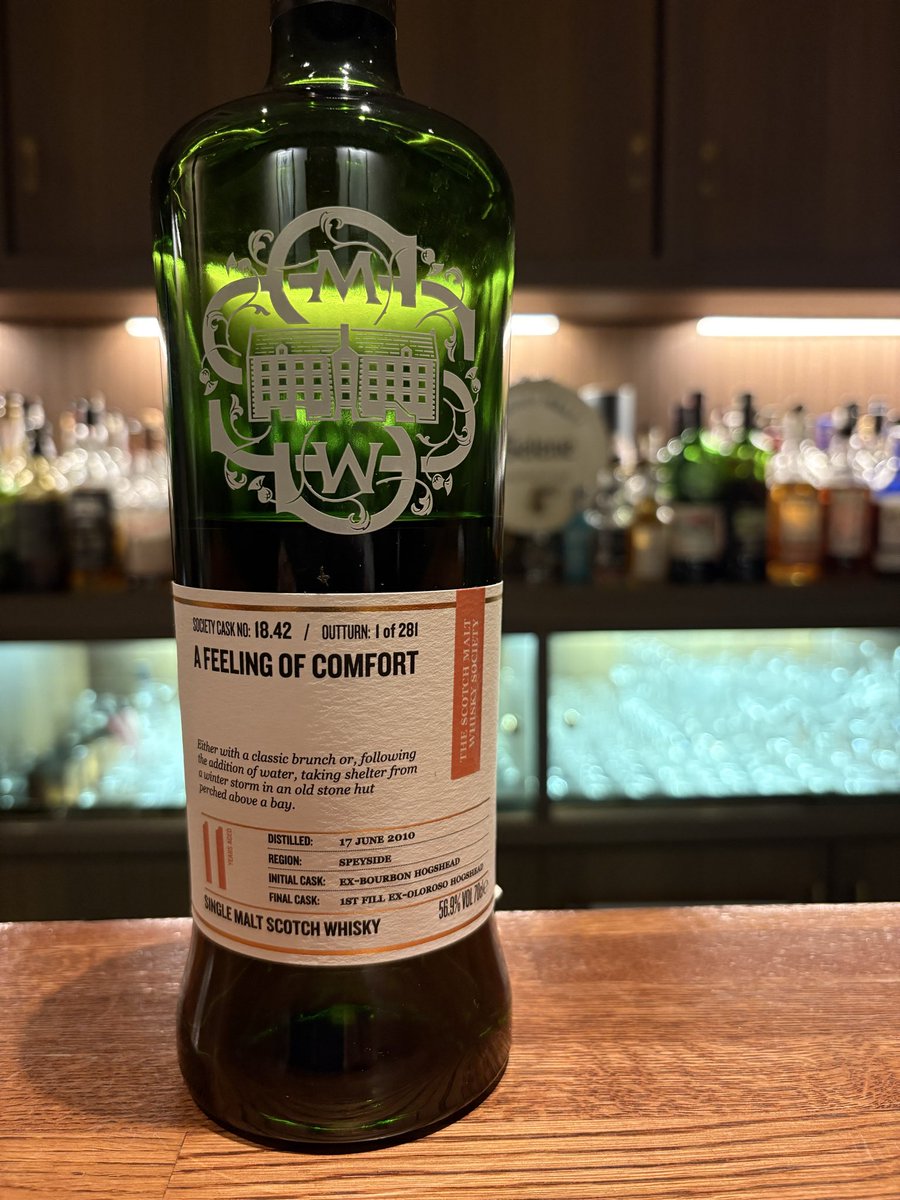 SOCIETY CASK NO: 18.42 / OUTTURN: 1 of 281
A FEELING OF COMFORT
THE SCOTCH MALT
WHISKY SOCIETY
Either with a classic brunch or, following
the addition of water, taking shelter from
a winter storm in an old stone hut
perched above a bay.
11
YEARS AGED
DISTILLED: 17 JUNE 2010
REGION: SPEYSIDE
INITIAL CASK: EX-BOURBON HOGSHEAD
FINAL CASK: 1ST FILL EX-OLOROSO HOGSHEAD
SINGLE MALT SCOTCH WHISKY
56.9% VOL 70cl